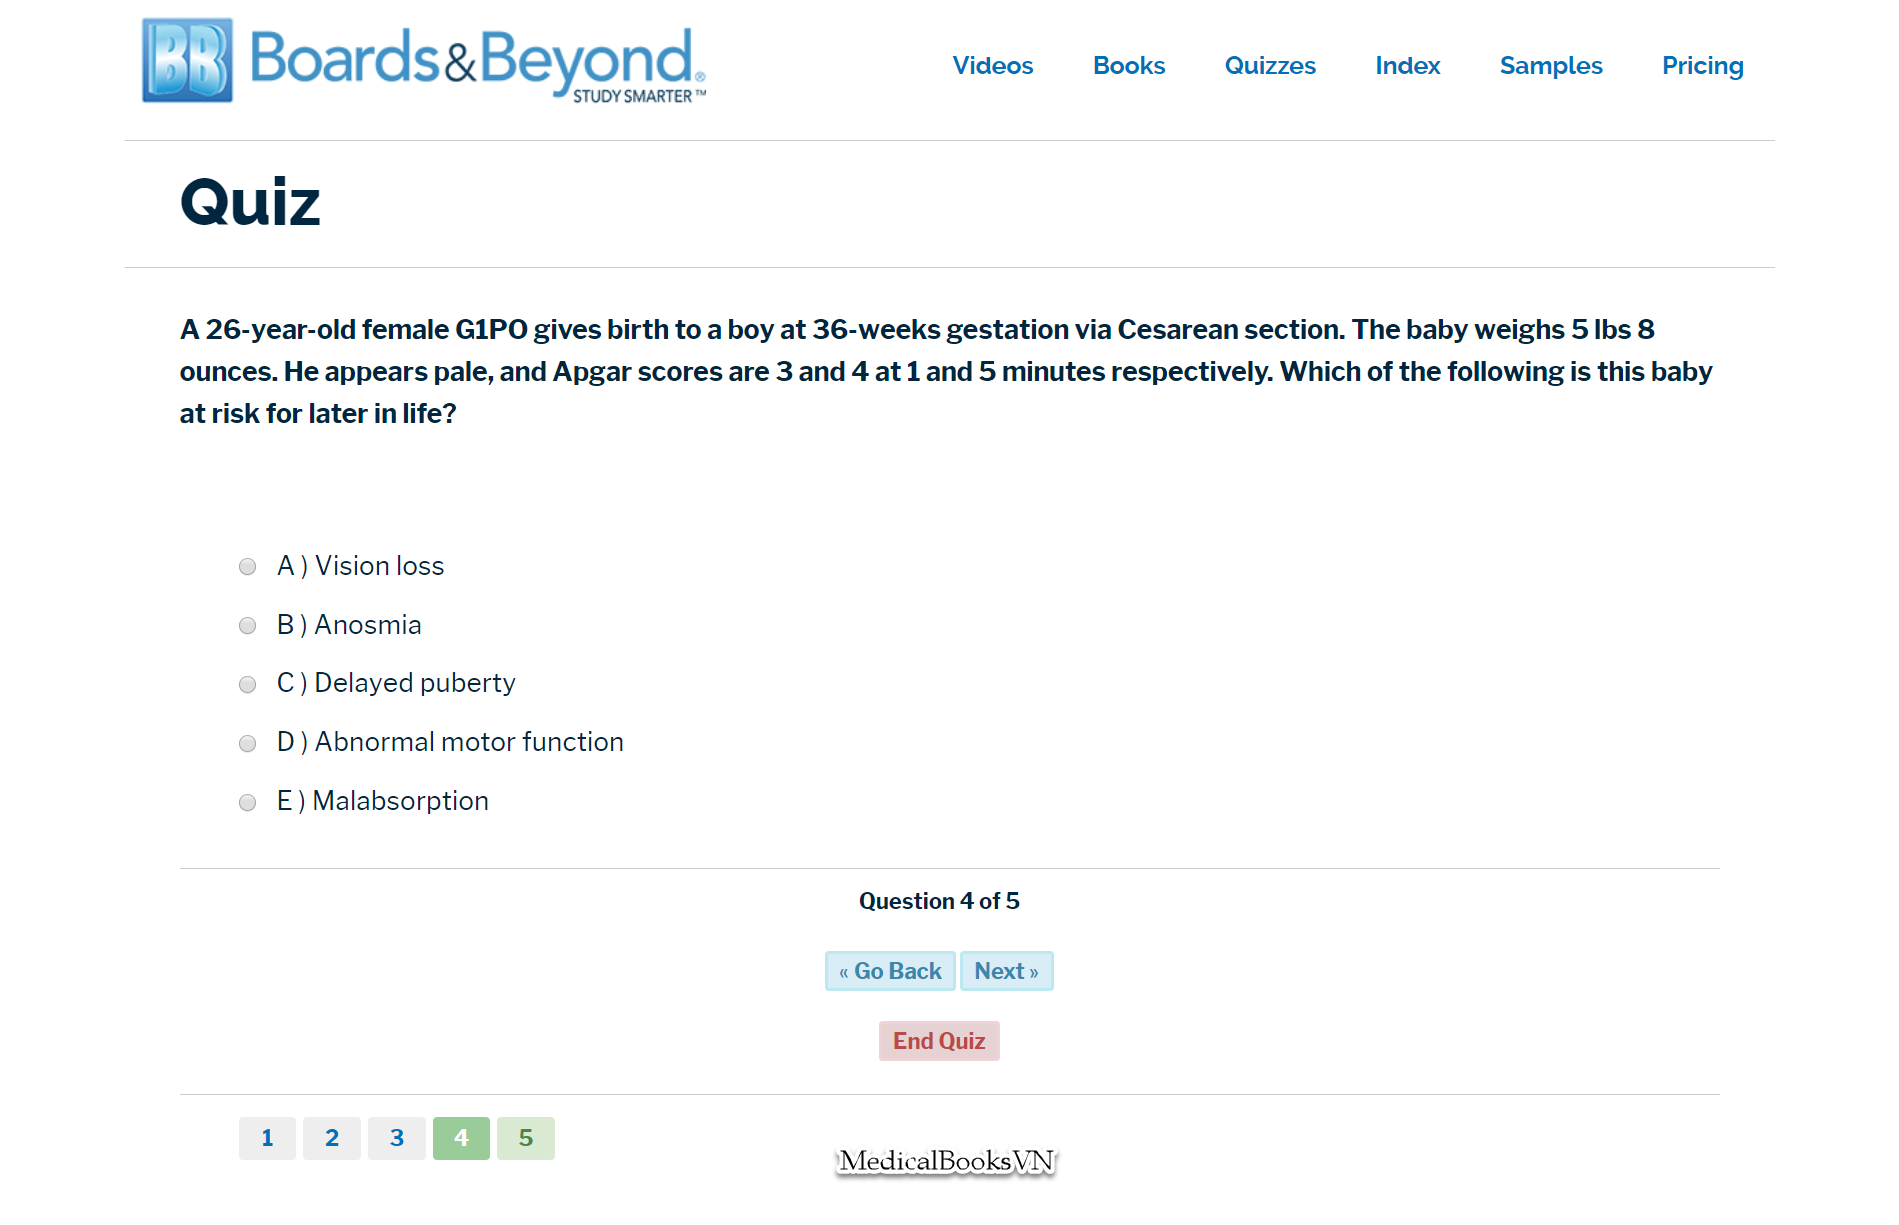 BB Boards&Beyond®
STUDY SMARTER™
Videos Books Quizzes Index Samples Pricing
Quiz
A 26-year-old female G1P0 gives birth to a boy at 36-weeks gestation via Cesarean section. The baby weighs 5 lbs 8
ounces. He appears pale, and Apgar scores are 3 and 4 at 1 and 5 minutes respectively. Which of the following is this baby
at risk for later in life?
A ) Vision loss
B ) Anosmia
C ) Delayed puberty
D ) Abnormal motor function
E ) Malabsorption
Question 4 of 5
« Go Back Next »
End Quiz
1 2 3 4 5
MedicalBooksVN